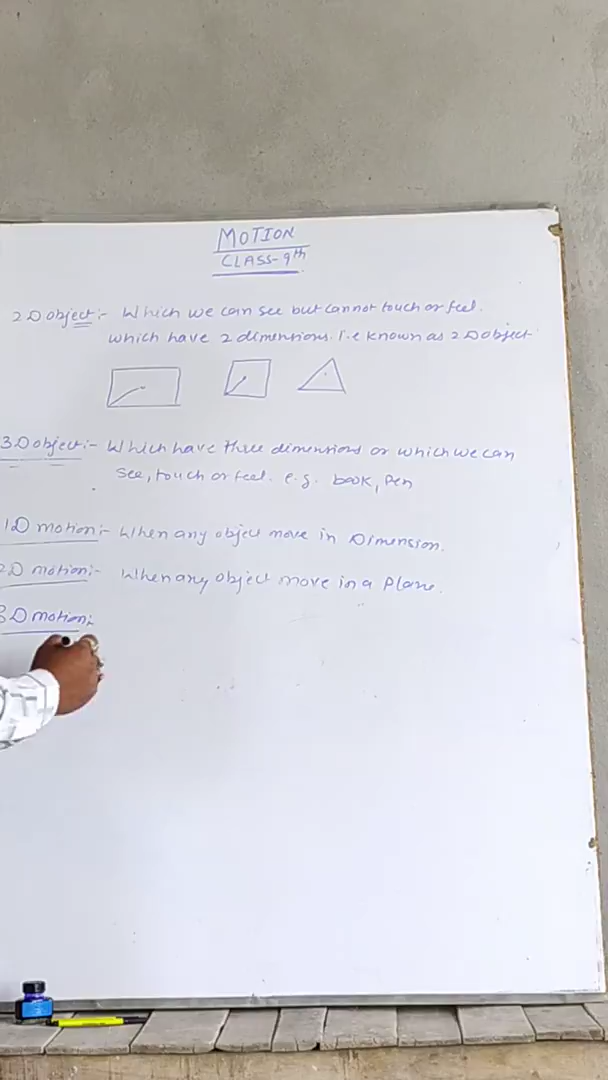 MOTION
CLASS-9th
2D object:- Which we can see but cannot touch or feel.
which have 2 dimensions. i.e known as 2D object
3D object:- Which have three dimensions or which we can
see, touch or feel. e.g. book, Pen
1D motion:- When any object move in Dimension.
2D motion:- When any object move in a Plane.
3D motion:-